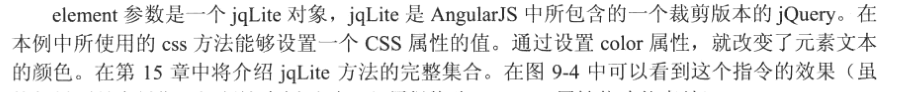 element 参数是一个 jqLite 对象，jqLite 是 AngularJS 中所包含的一个裁剪版本的 jQuery。在
本例中所使用的 css 方法能够设置一个 CSS 属性的值。通过设置 color 属性，就改变了元素文本
的颜色。在第 15 章中将介绍 jqLite 方法的完整集合。在图 9-4 中可以看到这个指令的效果（虽